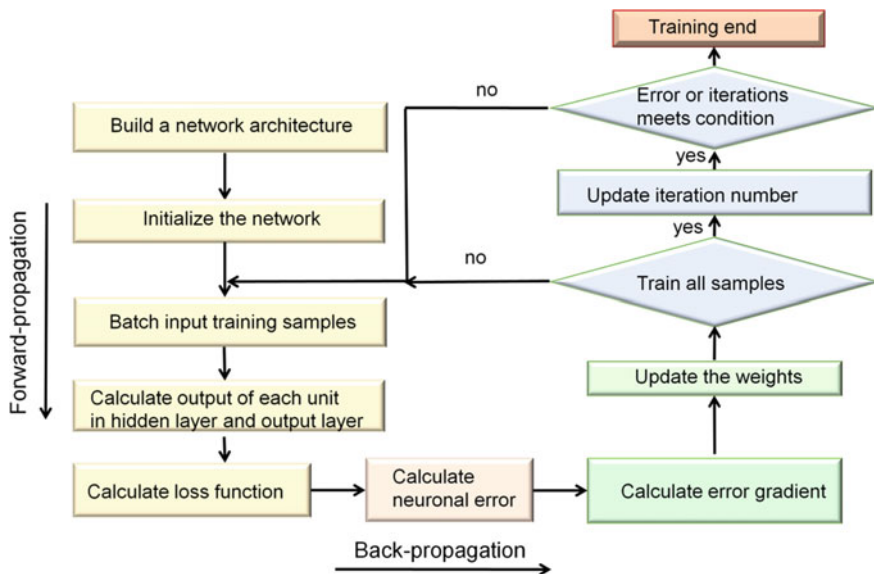 Training end
no
Error or iterations
meets condition
Build a network architecture
yes
Update iteration number
Initialize the network
yes
no
Train all samples
Forward-propagation
Batch input training samples
Update the weights
Calculate output of each unit
in hidden layer and output layer
Calculate loss function
Calculate
neuronal error
Calculate error gradient
Back-propagation